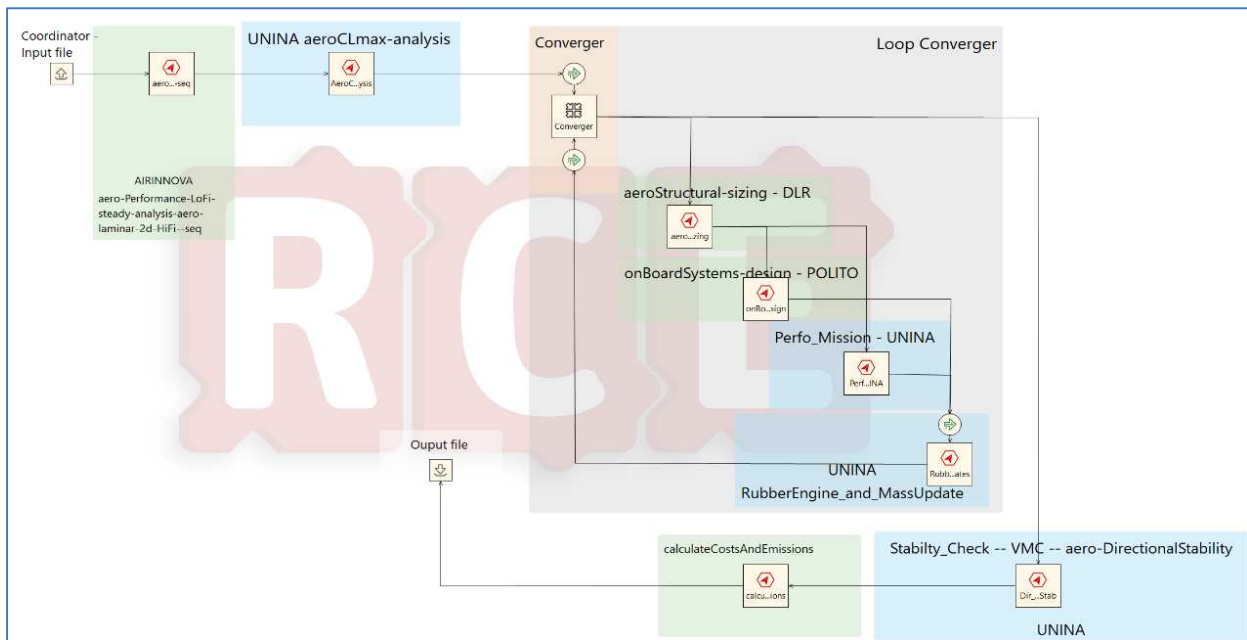 Coordinator -
Input file
aero...-seq
AIRINNOVA
aero-Performance-LoFi-
steady-analysis-aero-
laminar-2d-HiFi--seq
UNINA aeroCLmax-analysis
AeroC...ysis
Converger
Loop Converger
Converger
aeroStructural-sizing - DLR
aero...zing
onBoardSystems-design - POLITO
onBo...sign
Perfo_Mission - UNINA
Perf...INA
Rubb...ates
UNINA
RubberEngine_and_MassUpdate
RCE
Ouput file
calculateCostsAndEmissions
calcu...ions
Stabilty_Check -- VMC -- aero-DirectionalStability
Dir_...Stab
UNINA